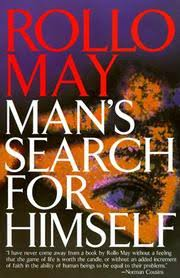 ROLLO
MAY
MAN'S
SEARCH
FOR
HIMSELF
"I have never come away from a book by Rollo May without a feeling
that the game of life is worth the candle, or without an added increment
of faith in the ability of human beings to be equal to their problems."
—Norman Cousins